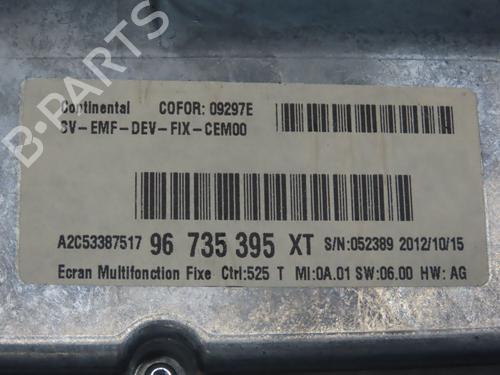 B-PARTS
Continental COFOR: 09297E
SV-EMF-DEV-FIX-CEM00
A2C53387517 96 735 395 XT S/N:052389 2012/10/15
Ecran Multifonction Fixe Ctrl:525 T MI:0A.01 SW:06.00 HW: AG